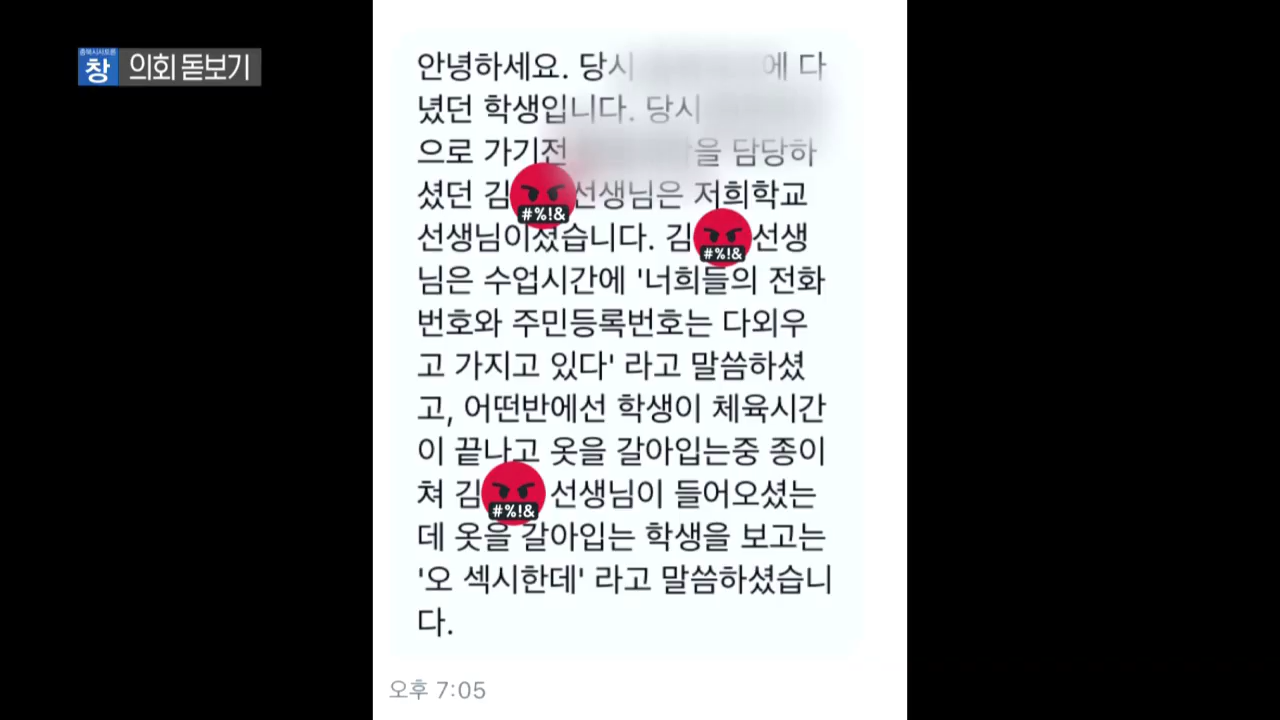 충북시사토론
창 의회 돋보기
안녕하세요. 당시 에 다
녔던 학생입니다. 당시
으로 가기전 을 담당하
셨던 김 선생님은 저희학교
#%!&
선생님이셨습니다. 김 선생
#%!&
님은 수업시간에 '너희들의 전화
번호와 주민등록번호는 다외우
고 가지고 있다' 라고 말씀하셨
고, 어떤반에선 학생이 체육시간
이 끝나고 옷을 갈아입는중 종이
쳐 김 선생님이 들어오셨는
#%!&
데 옷을 갈아입는 학생을 보고는
'오 섹시한데' 라고 말씀하셨습니
다.
오후 7:05